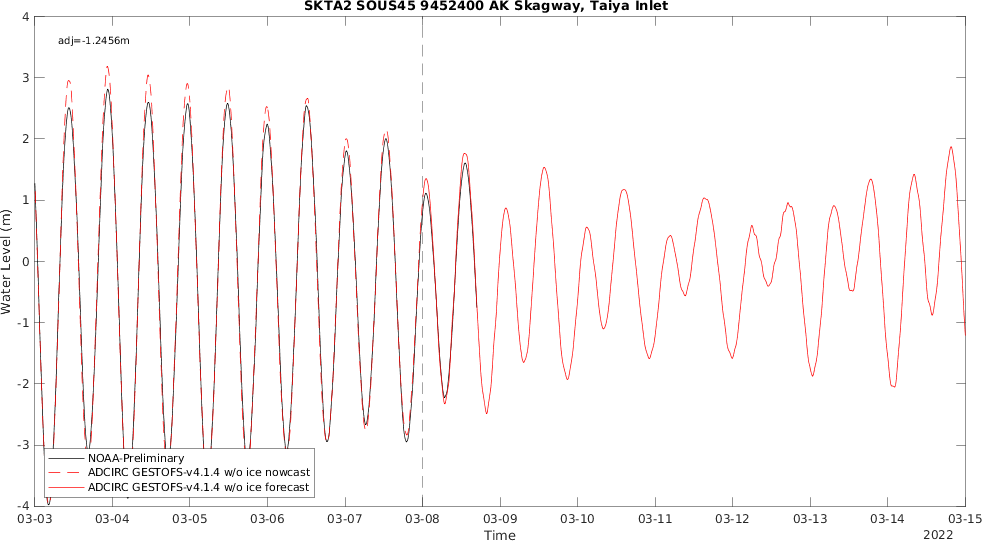 SKTA2 SOUS45 9452400 AK Skagway, Taiya Inlet
adj=-1.2456m
4
3
2
1
0
-1
-2
-3
-4
Water Level (m)
NOAA-Preliminary
ADCIRC GESTOFS-v4.1.4 w/o ice nowcast
ADCIRC GESTOFS-v4.1.4 w/o ice forecast
03-03 03-04 03-05 03-06 03-07 03-08 03-09 03-10 03-11 03-12 03-13 03-14 03-15
Time
2022